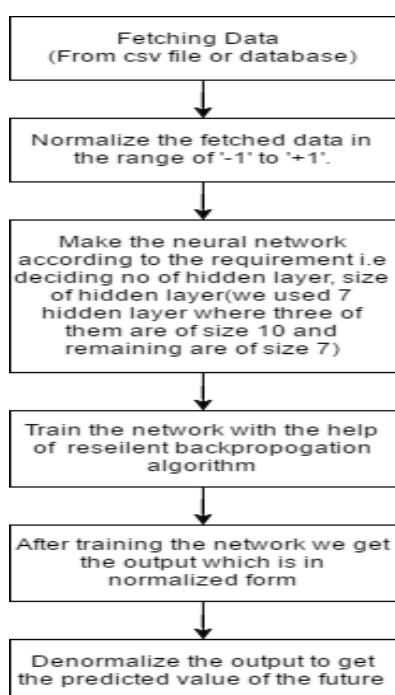 Fetching Data
(From csv file or database)
Normalize the fetched data in
the range of '-1' to '+1'.
Make the neural network
according to the requirement i.e
deciding no of hidden layer, size
of hidden layer(we used 7
hidden layer where three of
them are of size 10 and
remaining are of size 7)
Train the network with the help
of reseilent backpropogation
algorithm
After training the network we get
the output which is in
normalized form
Denormalize the output to get
the predicted value of the future